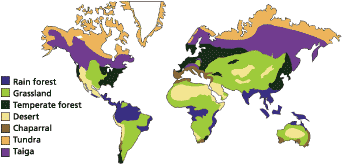 Rain forest
Grassland
Temperate forest
Desert
Chaparral
Tundra
Taiga